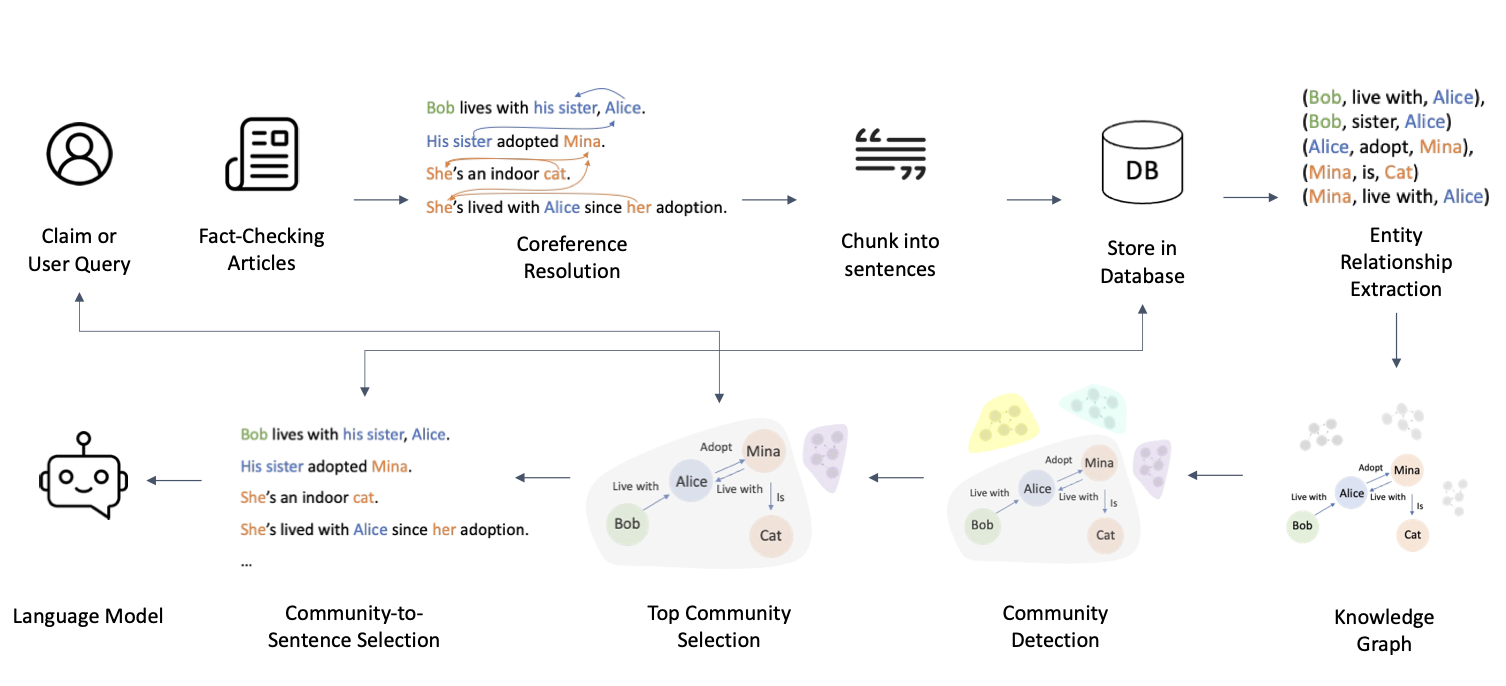 Bob lives with his sister, Alice.
His sister adopted Mina.
She's an indoor cat.
She's lived with Alice since her adoption.
DB
(Bob, live with, Alice),
(Bob, sister, Alice)
(Alice, adopt, Mina),
(Mina, is, Cat)
(Mina, live with, Alice)
Claim or
User Query
Fact-Checking
Articles
Coreference
Resolution
Chunk into
sentences
Store in
Database
Entity
Relationship
Extraction
Bob lives with his sister, Alice.
His sister adopted Mina.
She's an indoor cat.
She's lived with Alice since her adoption.
...
Adopt
Mina
Alice
Live with
Live with
Is
Bob
Cat
Adopt
Mina
Alice
Live with
Live with
Is
Bob
Cat
Adopt
Mina
Alice
Live with
Live with
Is
Bob
Cat
Language Model
Community-to-
Sentence Selection
Top Community
Selection
Community
Detection
Knowledge
Graph